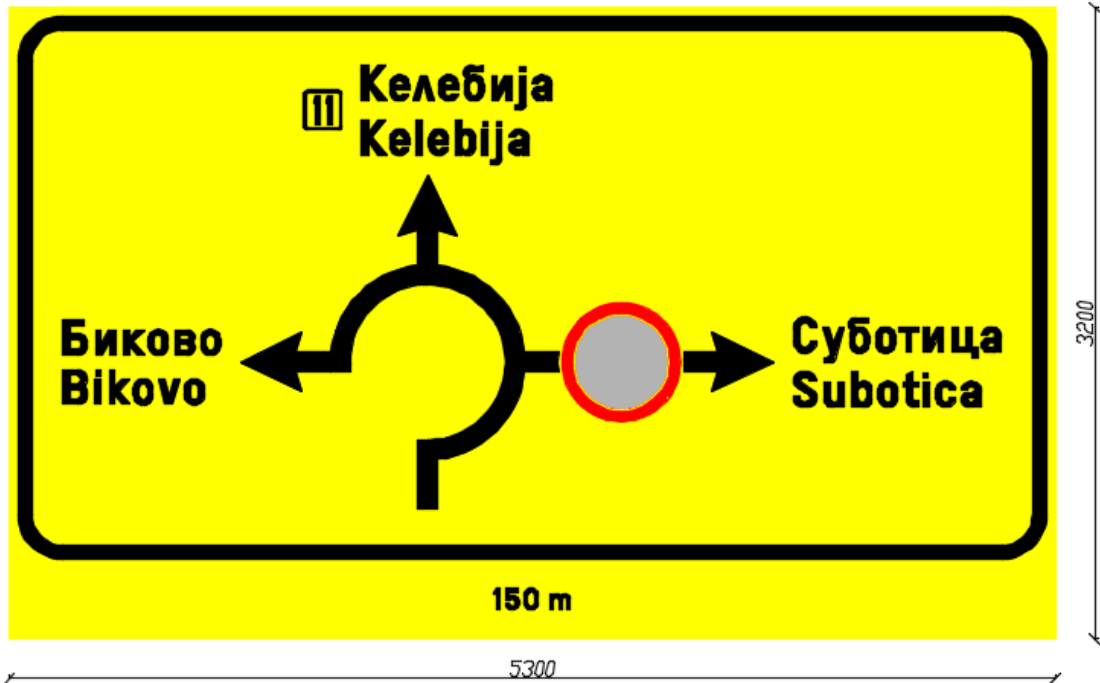 Келебија
11
Kelebija
Биково
Bikovo
Суботица
Subotica
150 m
5300
3200